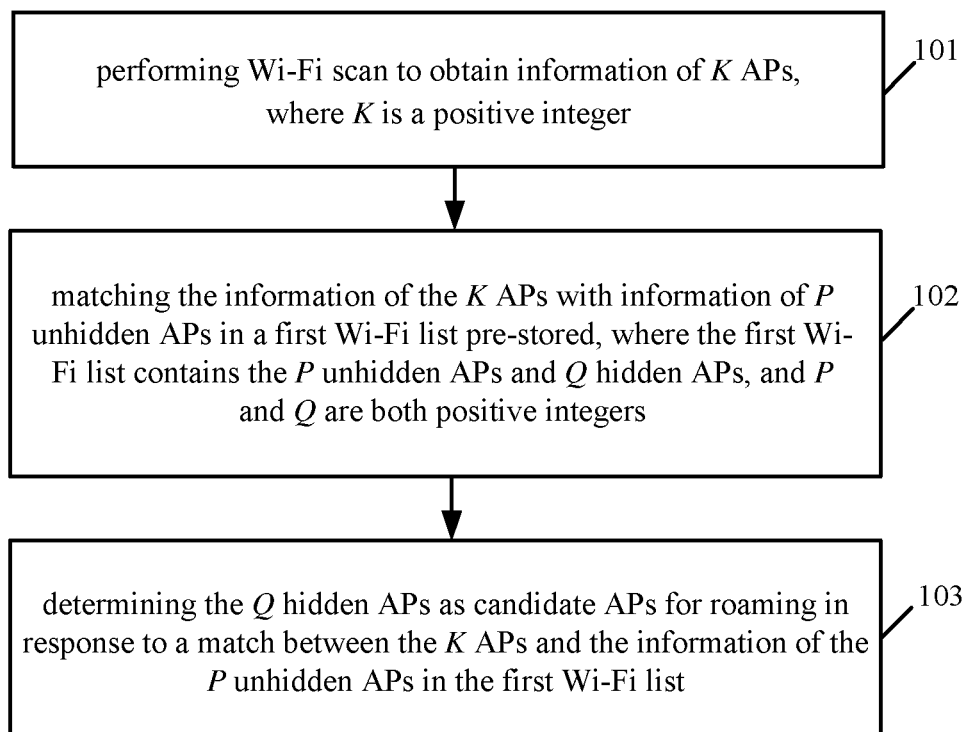 performing Wi-Fi scan to obtain information of K APs,
where K is a positive integer
101
matching the information of the K APs with information of P
unhidden APs in a first Wi-Fi list pre-stored, where the first Wi-
Fi list contains the P unhidden APs and Q hidden APs, and P
and Q are both positive integers
102
determining the Q hidden APs as candidate APs for roaming in
response to a match between the K APs and the information of the
P unhidden APs in the first Wi-Fi list
103